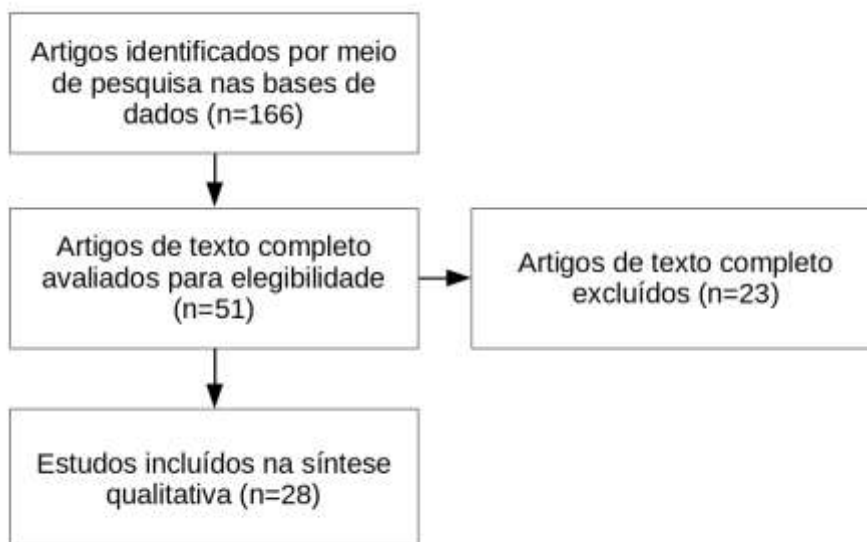 Artigos identificados por meio
de pesquisa nas bases de
dados (n=166)
Artigos de texto completo
avaliados para elegibilidade
(n=51)
Artigos de texto completo
excluídos (n=23)
Estudos incluídos na síntese
qualitativa (n=28)